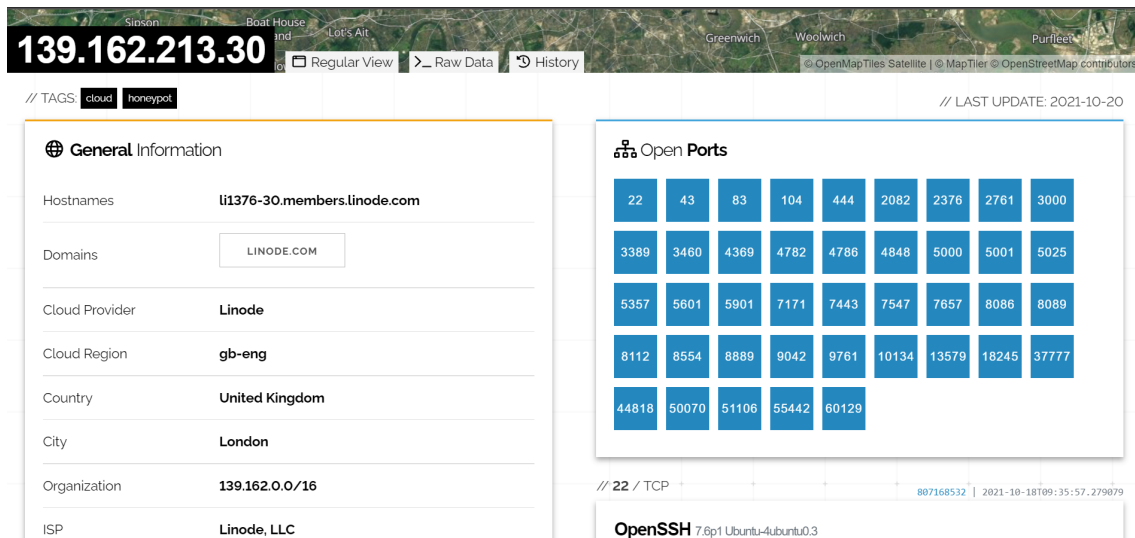 Sipson
Boat House
Lot's Ait
Greenwich
Woolwich
Purfleet
139.162.213.30
Regular View
>_ Raw Data
History
© OpenMapTiles Satellite | © MapTiler © OpenStreetMap contributors
// TAGS: cloud honeypot
// LAST UPDATE: 2021-10-20
General Information
Hostnames li1376-30.members.linode.com
Domains LINODE.COM
Cloud Provider Linode
Cloud Region gb-eng
Country United Kingdom
City London
Organization 139.162.0.0/16
ISP Linode, LLC
Open Ports
22 43 83 104 444 2082 2376 2761 3000
3389 3460 4369 4782 4786 4848 5000 5001 5025
5357 5601 5901 7171 7443 7547 7657 8086 8089
8112 8554 8889 9042 9761 10134 13579 18245 37777
44818 50070 51106 55442 60129
// 22 / TCP
807168532 | 2021-10-18T09:35:57.279079
OpenSSH 7.6p1 Ubuntu-4ubuntu0.3